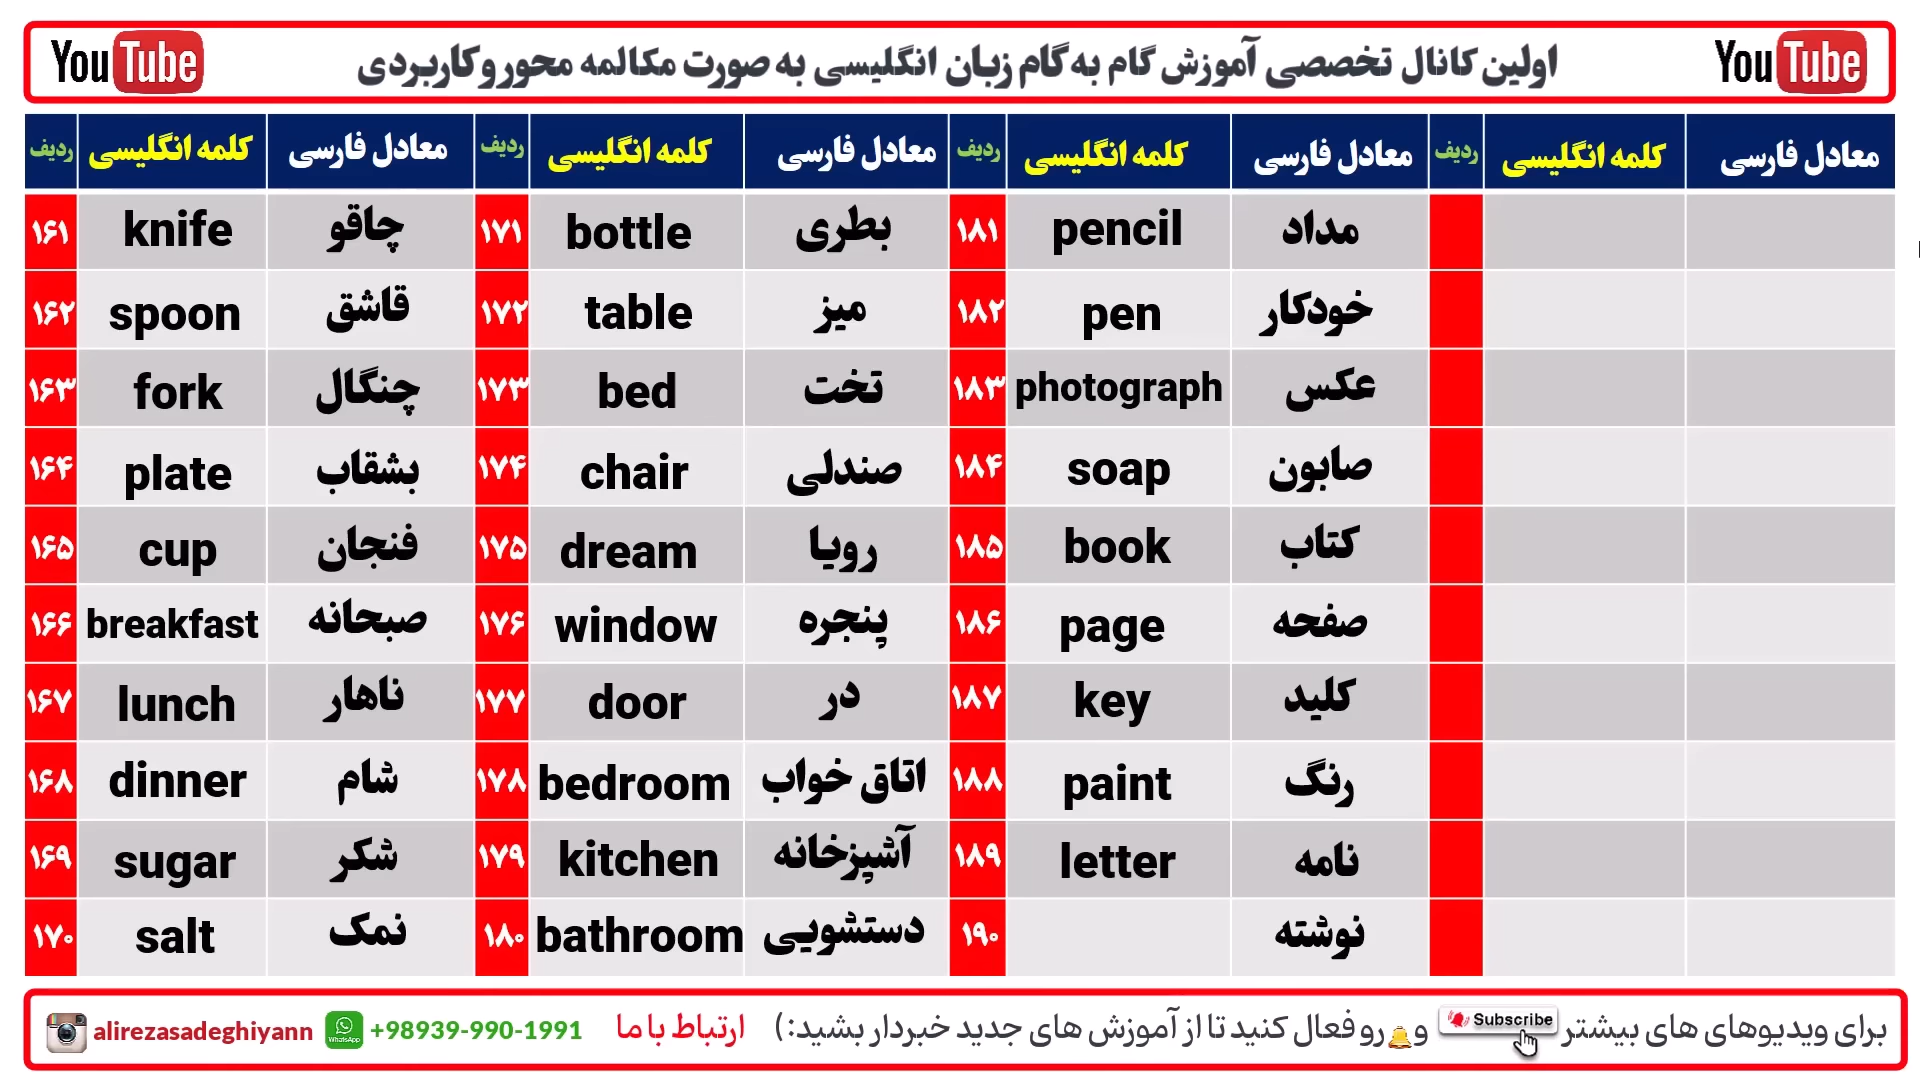 YouTube اولین کانال تخصصی آموزش گام به گام زبان انگلیسی به صورت مکالمه محور و کاربردی YouTube
ردیف کلمه انگلیسی معادل فارسی ردیف کلمه انگلیسی معادل فارسی ردیف کلمه انگلیسی معادل فارسی ردیف کلمه انگلیسی معادل فارسی
۱۶۱ knife چاقو ۱۷۱ bottle بطری ۱۸۱ pencil مداد
۱۶۲ spoon قاشق ۱۷۲ table میز ۱۸۲ pen خودکار
۱۶۳ fork چنگال ۱۷۳ bed تخت ۱۸۳ photograph عکس
۱۶۴ plate بشقاب ۱۷۴ chair صندلی ۱۸۴ soap صابون
۱۶۵ cup فنجان ۱۷۵ dream رویا ۱۸۵ book کتاب
۱۶۶ breakfast صبحانه ۱۷۶ window پنجره ۱۸۶ page صفحه
۱۶۷ lunch ناهار ۱۷۷ door در ۱۸۷ key کلید
۱۶۸ dinner شام ۱۷۸ bedroom اتاق خواب ۱۸۸ paint رنگ
۱۶۹ sugar شکر ۱۷۹ kitchen آشپزخانه ۱۸۹ letter نامه
۱۷۰ salt نمک ۱۸۰ bathroom دستشویی ۱۹۰ نوشته
برای ویدیوهای های بیشتر Subscribe و رو فعال کنید تا از آموزش های جدید خبردار بشید:) ارتباط با ما +98939-990-1991 WhatsApp alirezasadeghiyann